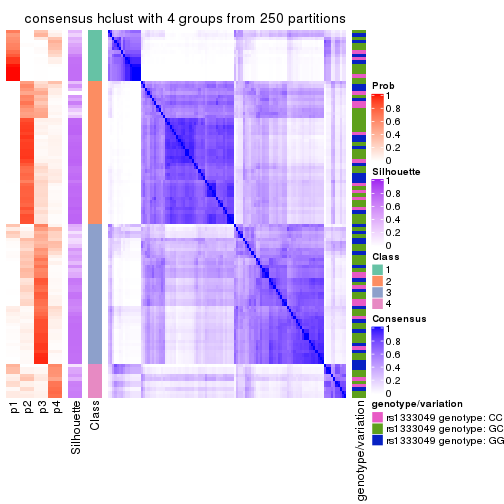 consensus hclust with 4 groups from 250 partitions
Prob
1
0.8
0.6
0.4
0.2
0
Silhouette
1
0.8
0.6
0.4
0.2
0
Class
1
2
3
4
Consensus
1
0.8
0.6
0.4
0.2
0
genotype/variation
rs1333049 genotype: CC
rs1333049 genotype: GC
rs1333049 genotype: GG
p1
p2
p3
p4
Silhouette
Class
genotype/variation